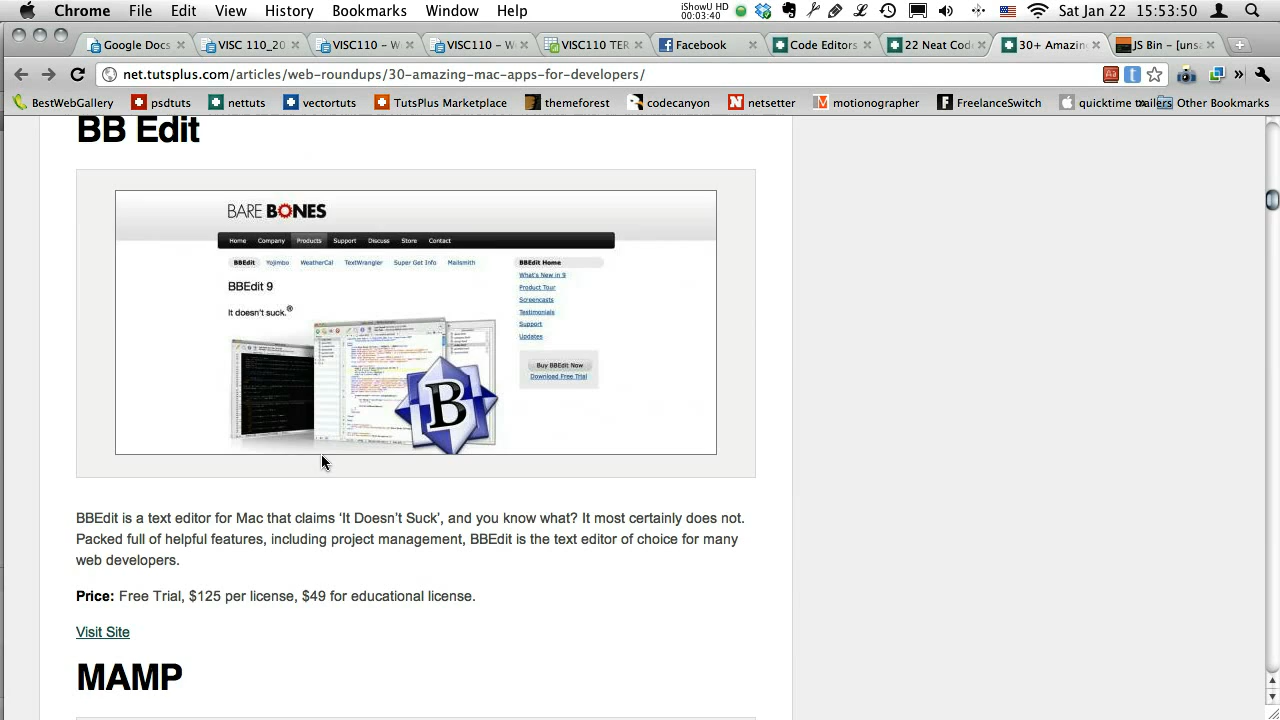 Chrome File Edit View History Bookmarks Window Help iShowU HD 00:03:40 Sat Jan 22 15:53:50
Google Docs VISC 110_20 VISC110 – W VISC110 – W VISC110 TER Facebook Code Editors 22 Neat Cod 30+ Amazin JS Bin – [uns
net.tutsplus.com/articles/web-roundups/30-amazing-mac-apps-for-developers/
BestWebGallery psdtuts nettuts vectortuts TutsPlus Marketplace themeforest codecanyon netsetter motionographer FreelanceSwitch quicktime trailers » Other Bookmarks
BB Edit
BARE BONES
Home Company Products Support Discuss Store Contact
BBEdit Yojimbo WeatherCal TextWrangler Super Get Info Mailsmith
BBEdit Home
What's New in 9
Product Tour
Screencasts
Testimonials
Support
Updates
BBEdit 9
It doesn't suck.®
B
Buy BBEdit Now
Download Free Trial
BBEdit is a text editor for Mac that claims ‘It Doesn’t Suck’, and you know what? It most certainly does not.
Packed full of helpful features, including project management, BBEdit is the text editor of choice for many
web developers.
Price: Free Trial, $125 per license, $49 for educational license.
Visit Site
MAMP